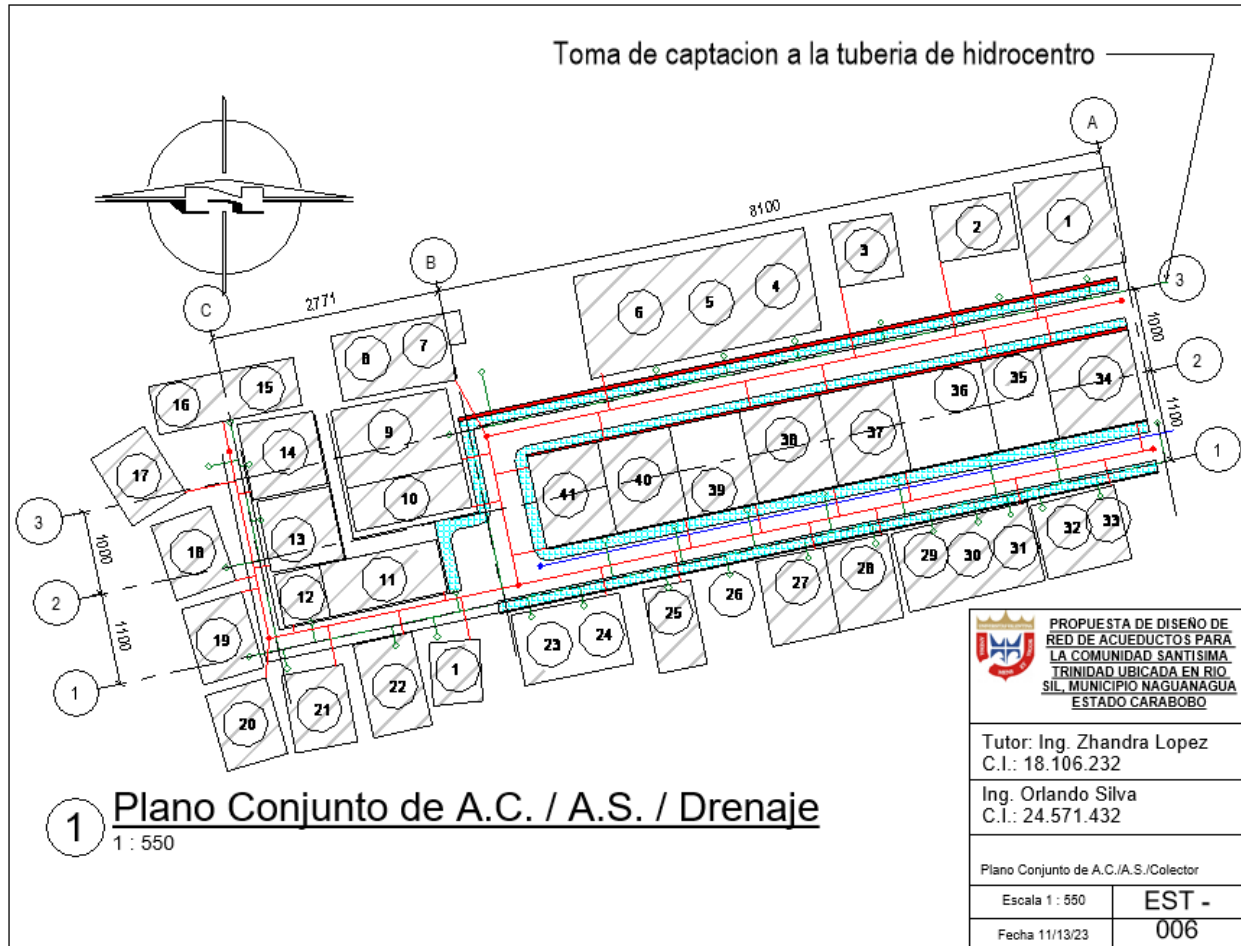 Toma de captacion a la tuberia de hidrocentro
A
8100
1
2
B
3
2771
4
3
C
5
6
7
8
1000
15
2
16
35
34
36
9
14
1100
38
37
1
17
40
10
39
41
3
33
13
32
18
1000
31
30
29
11
28
27
2
12
26
25
19
1100
24
23
1
1
22
21
20
PROPUESTA DE DISEÑO DE
RED DE ACUEDUCTOS PARA
LA COMUNIDAD SANTISIMA
TRINIDAD UBICADA EN RIO
SIL, MUNICIPIO NAGUANAGUA
ESTADO CARABOBO
Tutor: Ing. Zhandra Lopez
C.I.: 18.106.232
Ing. Orlando Silva
C.I.: 24.571.432
1
Plano Conjunto de A.C. / A.S. / Drenaje
1 : 550
Plano Conjunto de A.C./A.S./Colector
Escala 1 : 550
EST -
006
Fecha 11/13/23